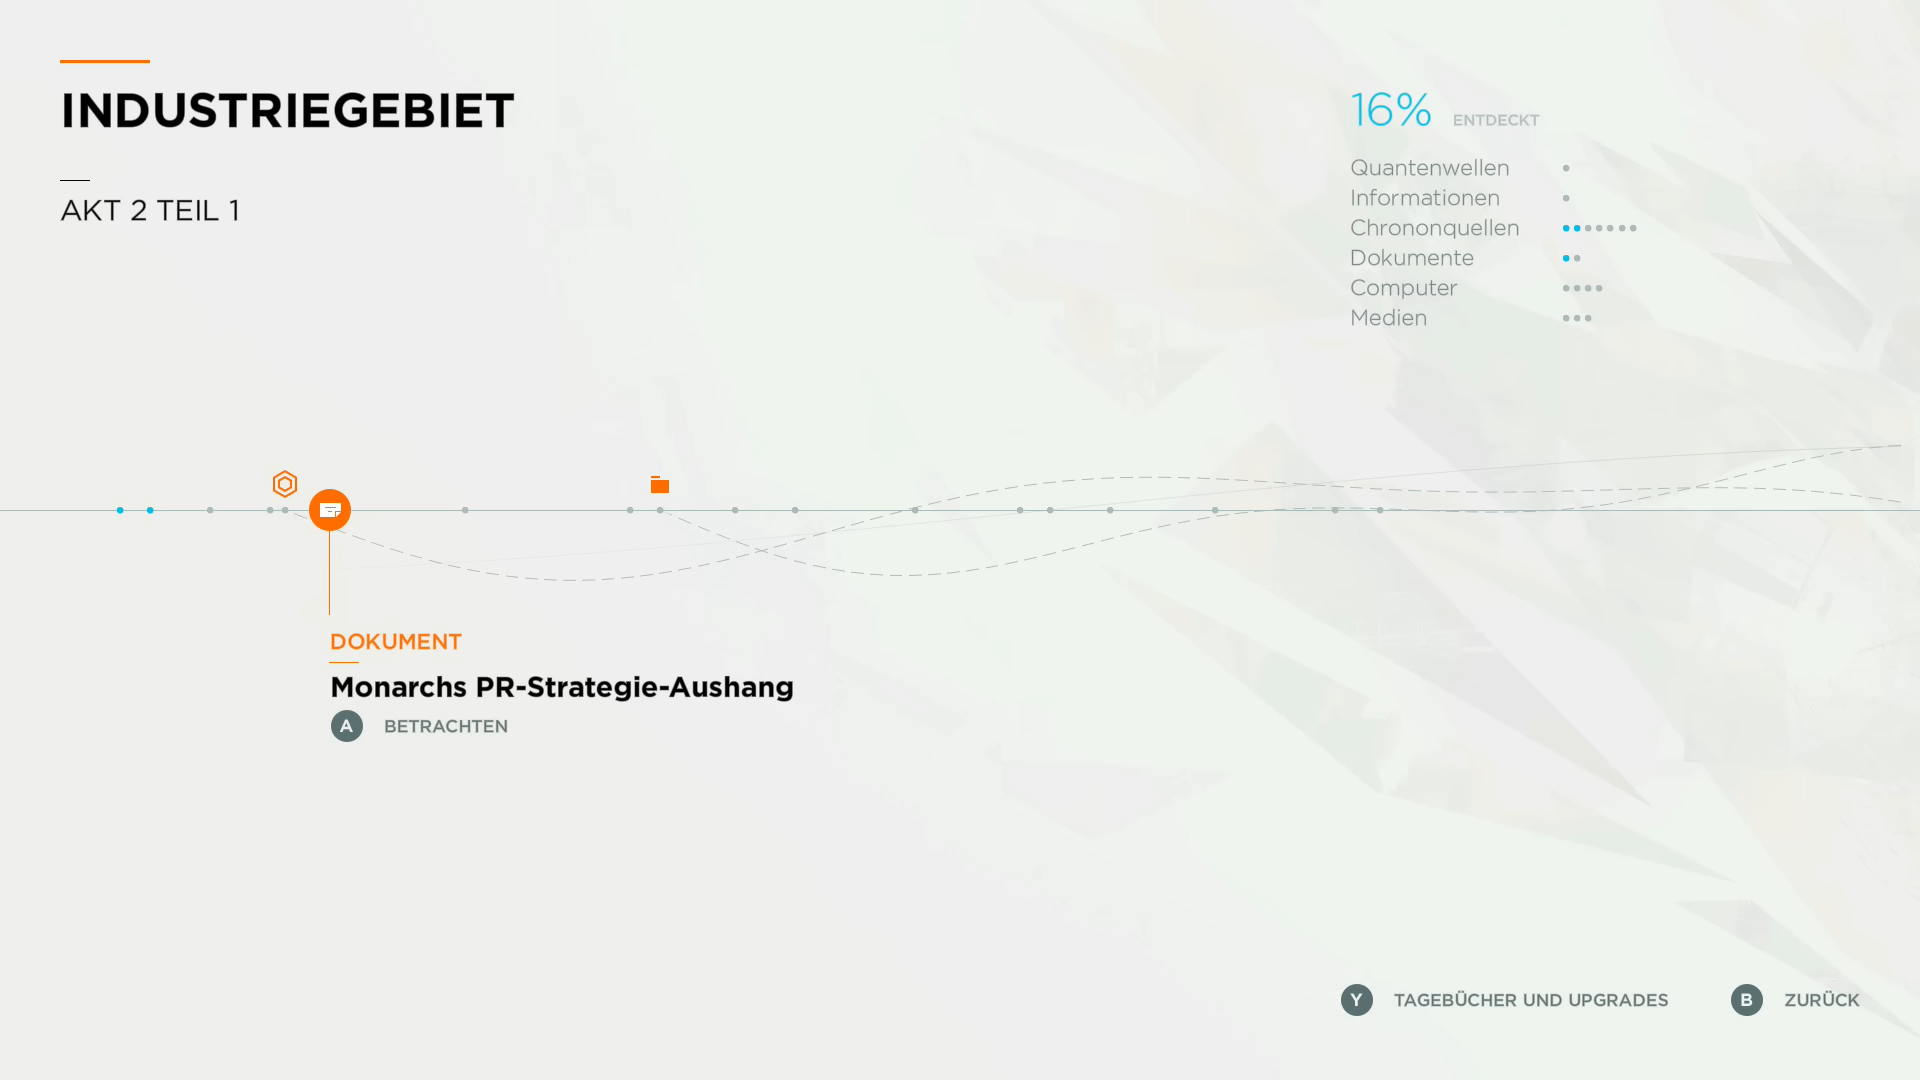 INDUSTRIEGEBIET
AKT 2 TEIL 1
16% ENTDECKT
Quantenwellen
Informationen
Chrononquellen
Dokumente
Computer
Medien
DOKUMENT
Monarchs PR-Strategie-Aushang
A BETRACHTEN
Y TAGEBÜCHER UND UPGRADES B ZURÜCK